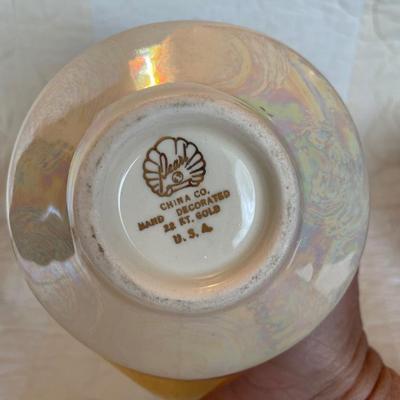 Pearl
CHINA CO.
HAND DECORATED
22 KT. GOLD
U.S.A.